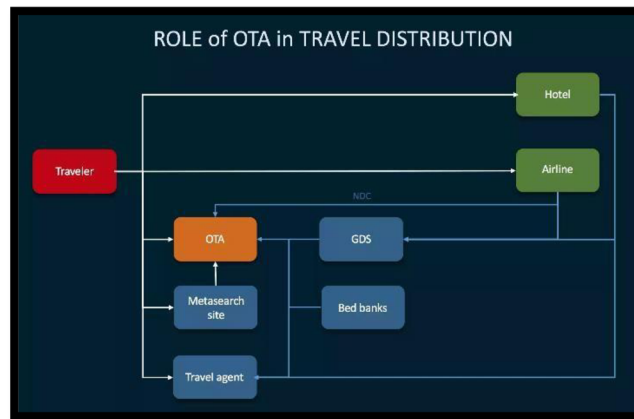 ROLE of OTA in TRAVEL DISTRIBUTION
Hotel
Traveler
Airline
NDC
OTA
GDS
Metasearch
site
Bed banks
Travel agent